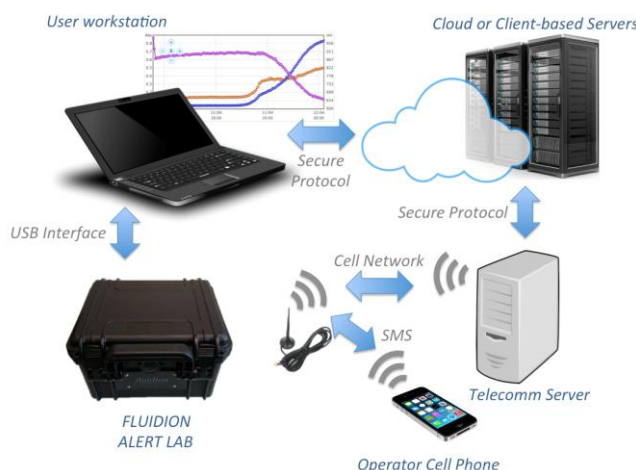 User workstation
Cloud or Client-based Servers
Secure
Protocol
USB Interface
Secure Protocol
Cell Network
SMS
FLUIDION
ALERT LAB
Telecomm Server
Operator Cell Phone